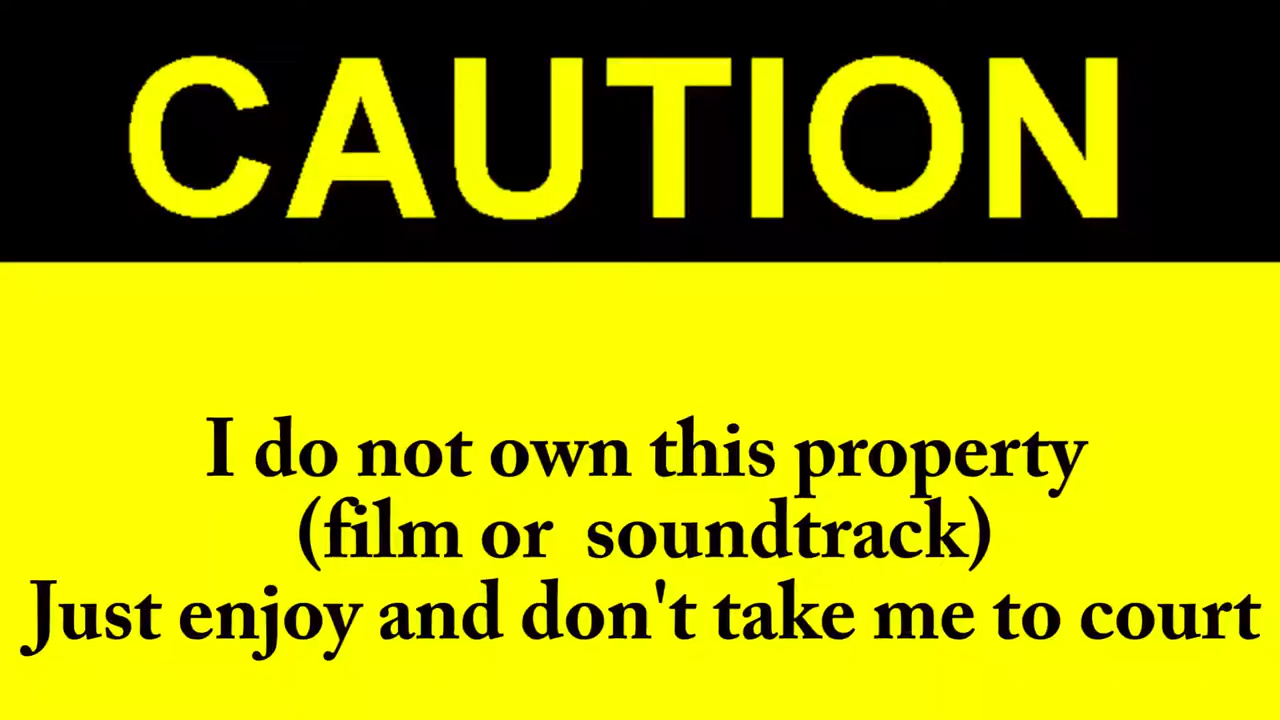 CAUTION
I do not own this property
(film or  soundtrack)
Just enjoy and don't take me to court